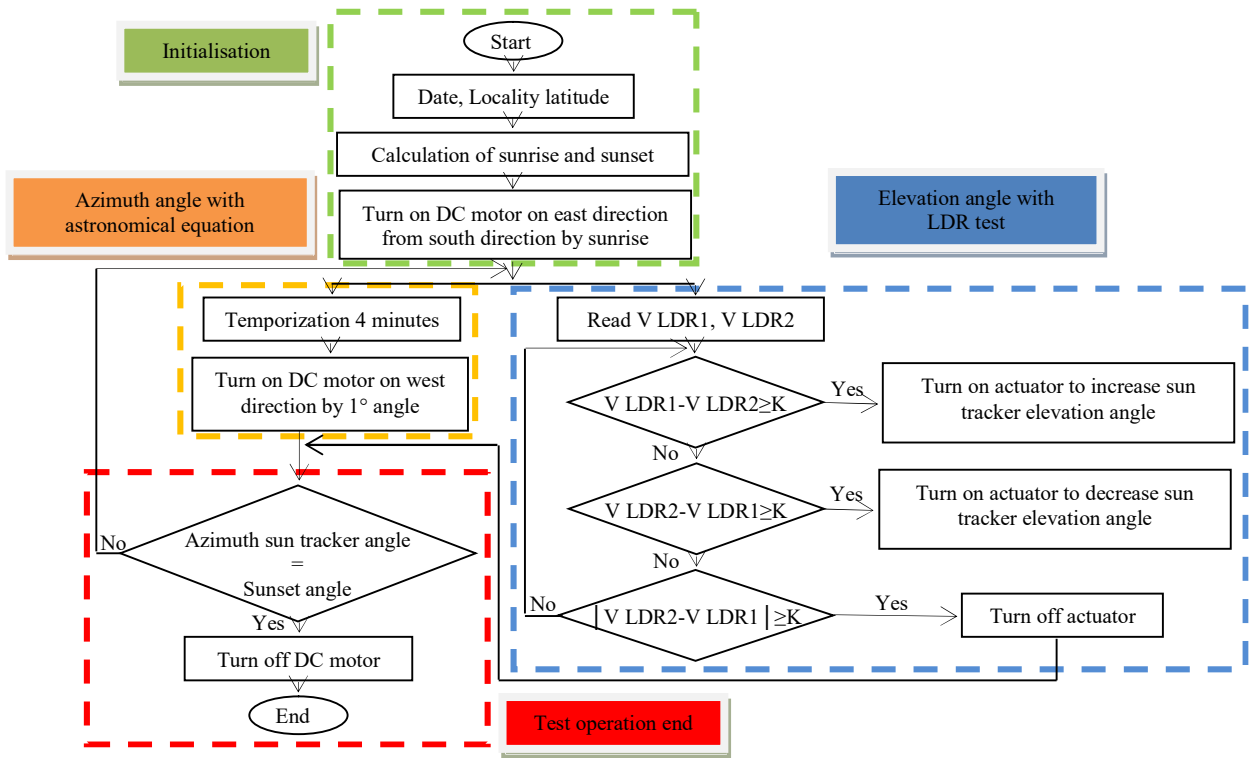 Initialisation
Start
Date, Locality latitude
Calculation of sunrise and sunset
Turn on DC motor on east direction
from south direction by sunrise
Azimuth angle with
astronomical equation
Elevation angle with
LDR test
Temporization 4 minutes
Turn on DC motor on west
direction by 1° angle
Read V LDR1, V LDR2
V LDR1-V LDR2≥K
Yes
Turn on actuator to increase sun
tracker elevation angle
No
V LDR2-V LDR1≥K
Yes
Turn on actuator to decrease sun
tracker elevation angle
No
|V LDR2-V LDR1|≥K
No
Yes
Turn off actuator
Azimuth sun tracker angle
=
Sunset angle
No
Yes
Turn off DC motor
End
Test operation end